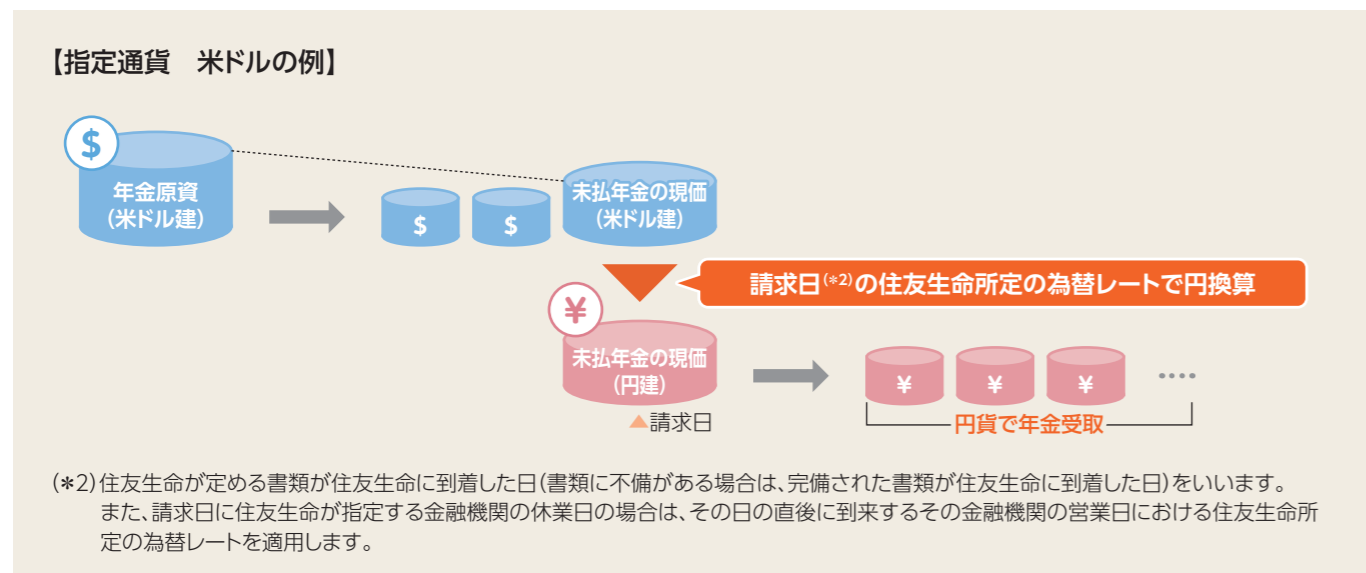 【指定通貨　米ドルの例】
$
年金原資
(米ドル建)
$
$
未払年金の現価
(米ドル建)
請求日(*2)の住友生命所定の為替レートで円換算
¥
未払年金の現価
(円建)
▲請求日
¥
¥
¥
‥‥
円貨で年金受取
(*2)住友生命が定める書類が住友生命に到着した日(書類に不備がある場合は、完備された書類が住友生命に到着した日)をいいます。
また、請求日に住友生命が指定する金融機関の休業日の場合は、その日の直後に到来するその金融機関の営業日における住友生命所
定の為替レートを適用します。